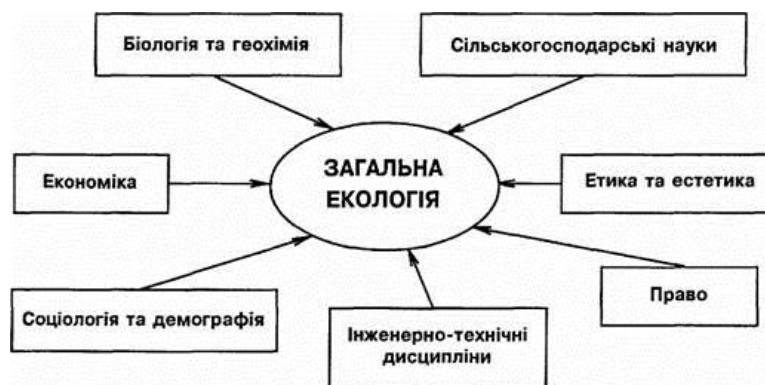 Біологія та геохімія
Сільськогосподарські науки
Економіка
ЗАГАЛЬНА
ЕКОЛОГІЯ
Етика та естетика
Соціологія та демографія
Інженерно-технічні
дисципліни
Право